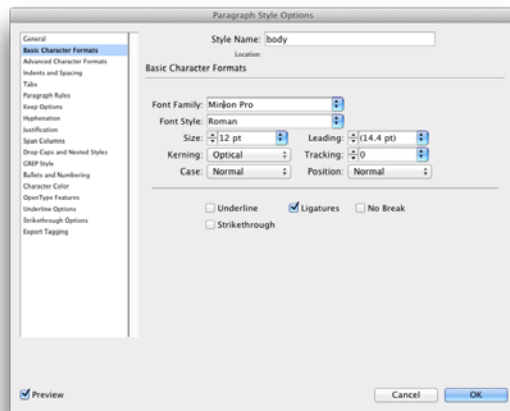 Paragraph Style Options
General
Basic Character Formats
Advanced Character Formats
Indents and Spacing
Tabs
Paragraph Rules
Keep Options
Hyphenation
Justification
Span Columns
Drop Caps and Nested Styles
GREP Style
Bullets and Numbering
Character Color
OpenType Features
Underline Options
Strikethrough Options
Export Tagging
Style Name: body
Location:
Basic Character Formats
Font Family: Minion Pro
Font Style: Roman
Size: 12 pt Leading: (14.4 pt)
Kerning: Optical Tracking: 0
Case: Normal Position: Normal
Underline Ligatures No Break
Strikethrough
Preview Cancel OK